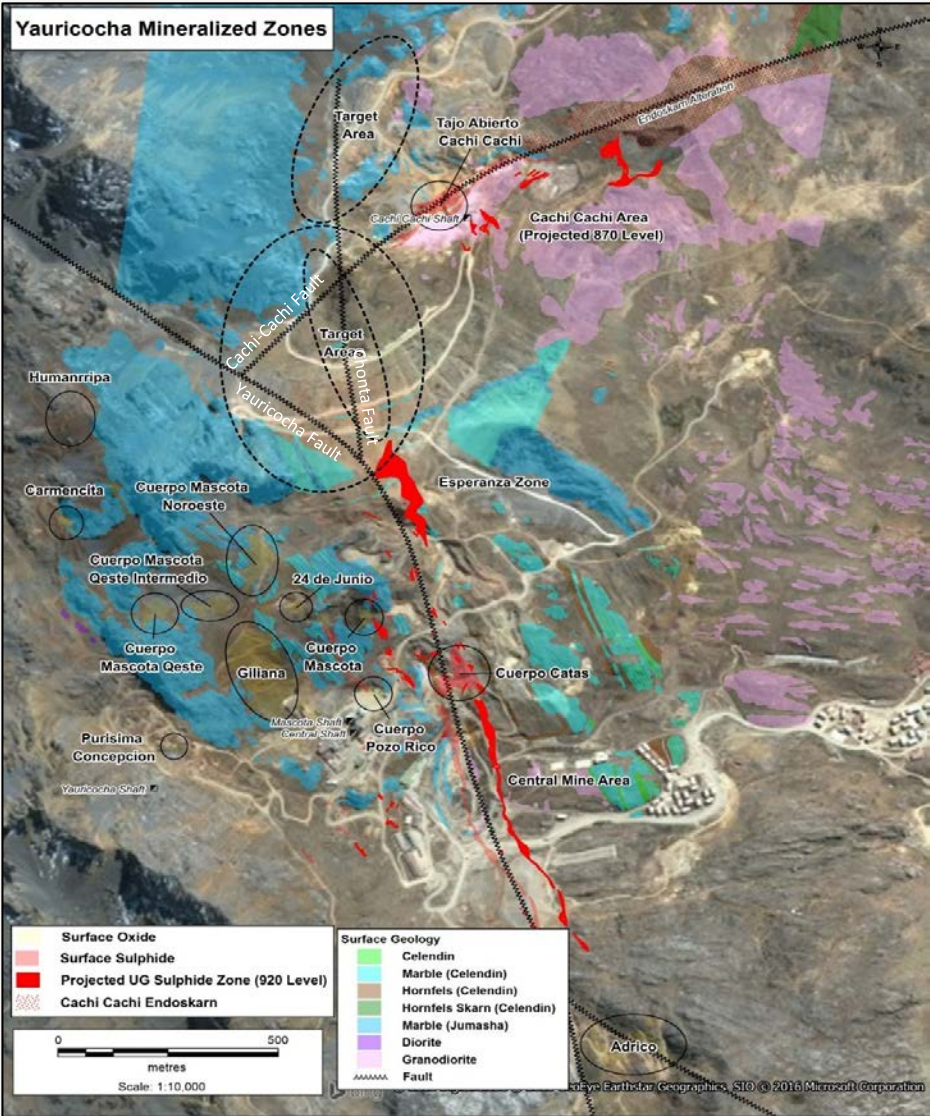 Yauricocha Mineralized Zones
Target
Area
Tajo Abierto
Cachi Cachi
Endoskarn Alteration
Cachi Cachi Shaft
Cachi Cachi Area
(Projected 870 Level)
Cachi-Cachi Fault
Target
Area
Chonta Fault
Yauricocha Fault
Humanrripa
Carmencita
Cuerpo Mascota
Noroeste
Esperanza Zone
Cuerpo Mascota
Qeste Intermedio
24 de Junio
Cuerpo
Mascota Qeste
Giliana
Cuerpo
Mascota
Cuerpo Catas
Mascota Shaft
Central Shaft
Cuerpo
Pozo Rico
Purisima
Concepcion
Yauricocha Shaft
Central Mine Area
Surface Oxide
Surface Sulphide
Projected UG Sulphide Zone (920 Level)
Cachi Cachi Endoskarn
0 500
metres
Scale: 1:10,000
Surface Geology
Celendin
Marble (Celendin)
Hornfels (Celendin)
Hornfels Skarn (Celendin)
Marble (Jumasha)
Diorite
Granodiorite
Fault
Adrico
Earthstar Geographics SIO © 2016 Microsoft Corporation